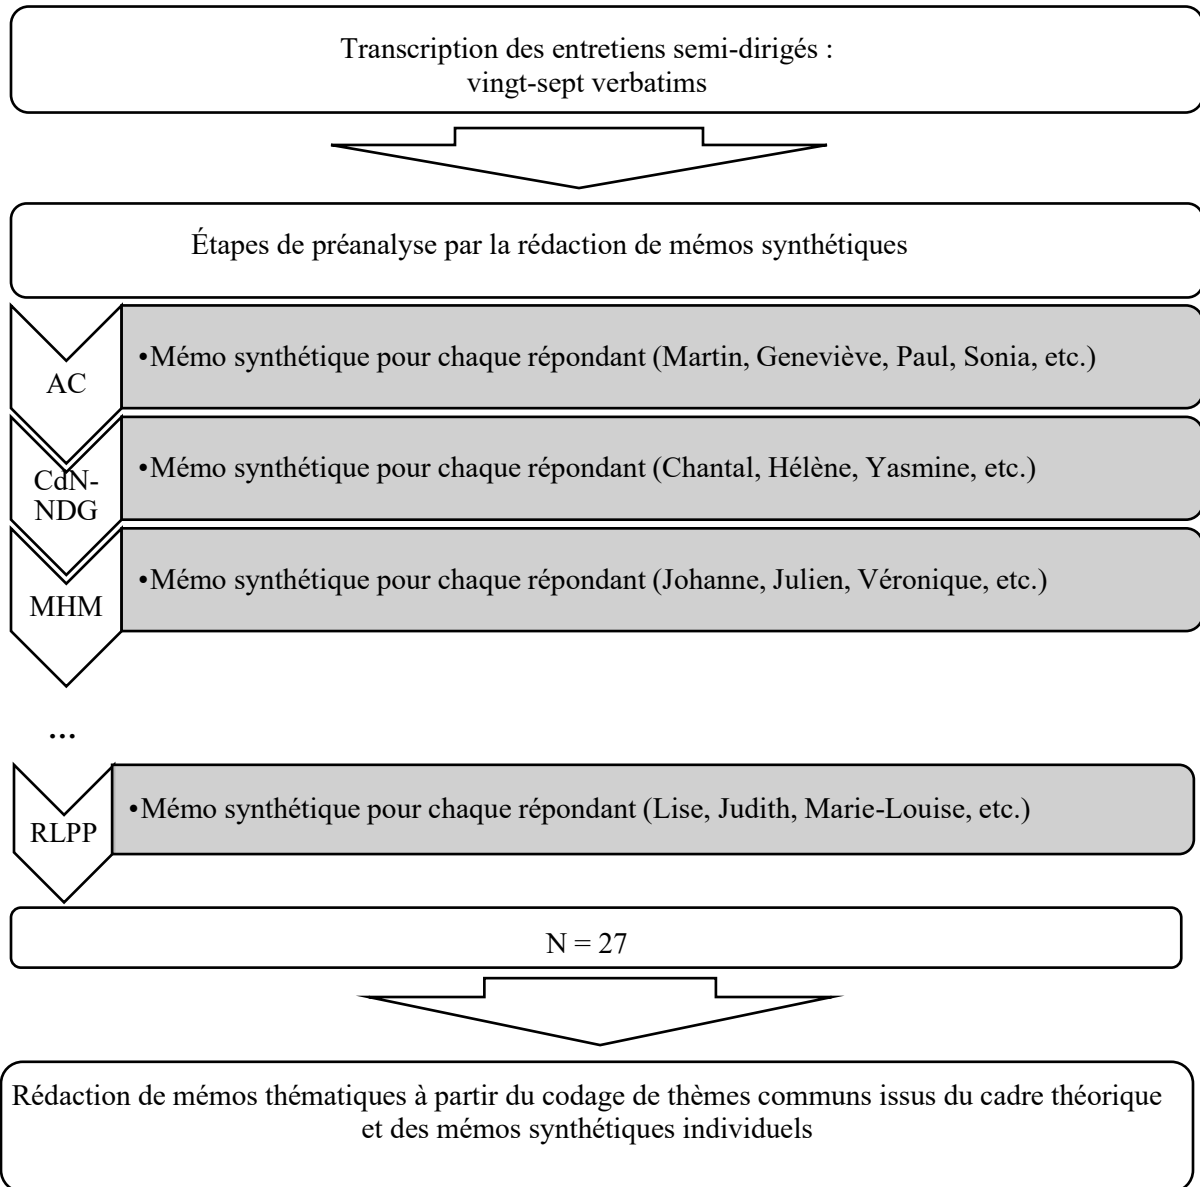 Transcription des entretiens semi-dirigés :
vingt-sept verbatims
Étapes de préanalyse par la rédaction de mémos synthétiques
AC
•Mémo synthétique pour chaque répondant (Martin, Geneviève, Paul, Sonia, etc.)
CdN-
NDG
•Mémo synthétique pour chaque répondant (Chantal, Hélène, Yasmine, etc.)
MHM
•Mémo synthétique pour chaque répondant (Johanne, Julien, Véronique, etc.)
...
RLPP
•Mémo synthétique pour chaque répondant (Lise, Judith, Marie-Louise, etc.)
N = 27
Rédaction de mémos thématiques à partir du codage de thèmes communs issus du cadre théorique
et des mémos synthétiques individuels